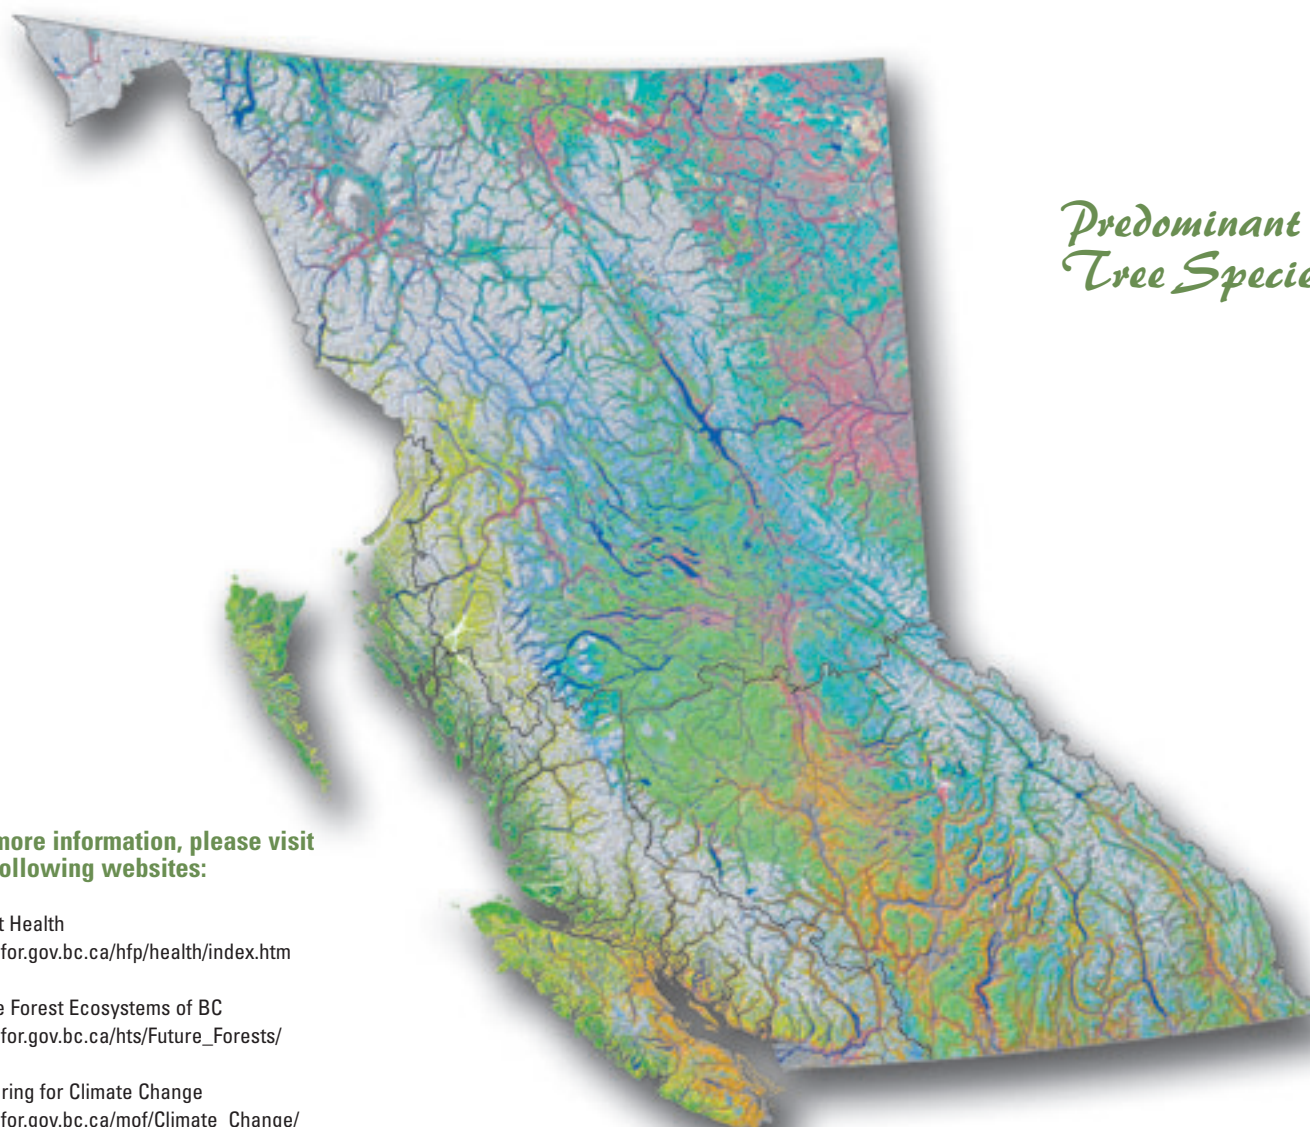 Predominant
Tree Specie
more information, please visit
following websites:
t Health
for.gov.bc.ca/hfp/health/index.htm
e Forest Ecosystems of BC
for.gov.bc.ca/hts/Future_Forests/
ring for Climate Change
for.gov.bc.ca/mof/Climate_Change/